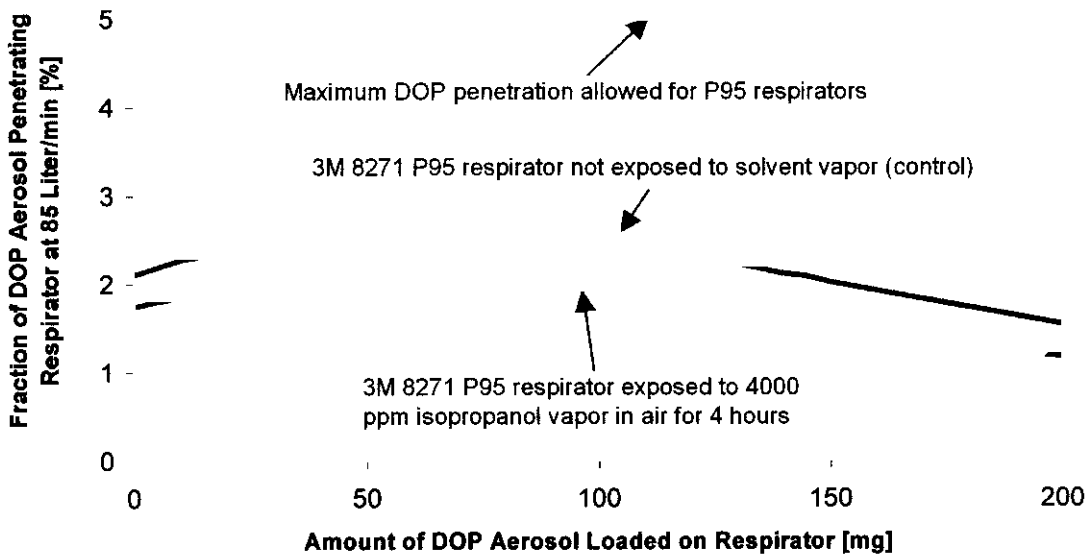 Fraction of DOP Aerosol Penetrating
Respirator at 85 Liter/min [%]
5
4
3
2
1
0
Maximum DOP penetration allowed for P95 respirators
3M 8271 P95 respirator not exposed to solvent vapor (control)
3M 8271 P95 respirator exposed to 4000
ppm isopropanol vapor in air for 4 hours
0
50
100
150
200
Amount of DOP Aerosol Loaded on Respirator [mg]